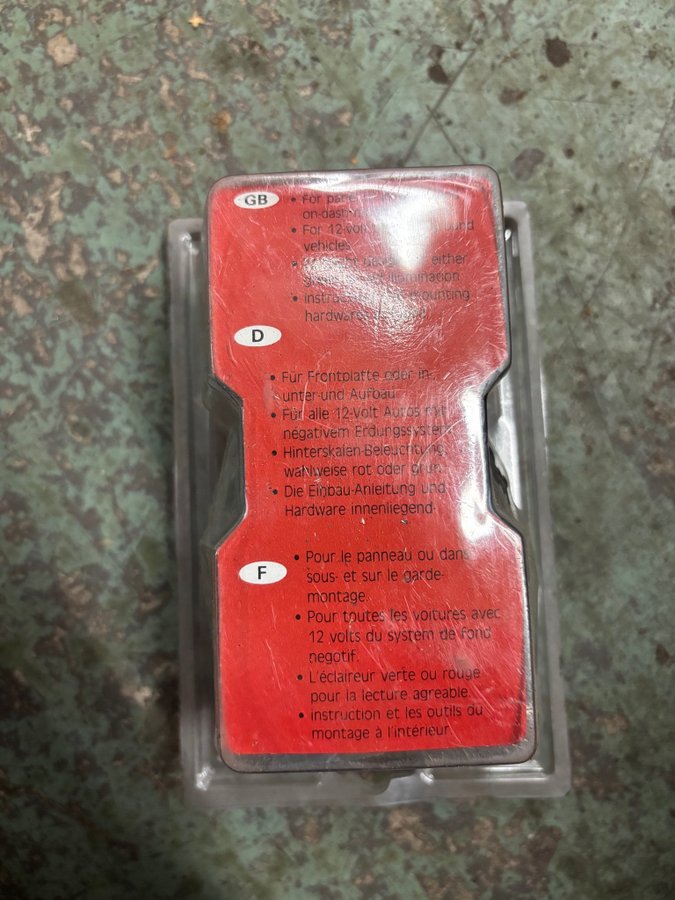 GB
• For
on-dash
• For 12-volt
vehicles
either
illumination
• instruc mounting
hardware
D
• Für Frontplatte oder in-
unter-und Aufbau
• Für alle 12-Volt Autos mit
negativem Erdungssystem
• Hinterskalen-Beleuchtung,
wahlweise rot oder grün
• Die Einbau-Anleitung und
Hardware innenliegend-
F
• Pour le panneau ou dans
sous- et sur le garde-
montage.
• Pour toutes les voitures avec
12 volts du system de fond
negotif.
• L'éclaireur verte ou rouge
pour la lecture agreable.
• instruction et les outils du
montage à l'intérieur